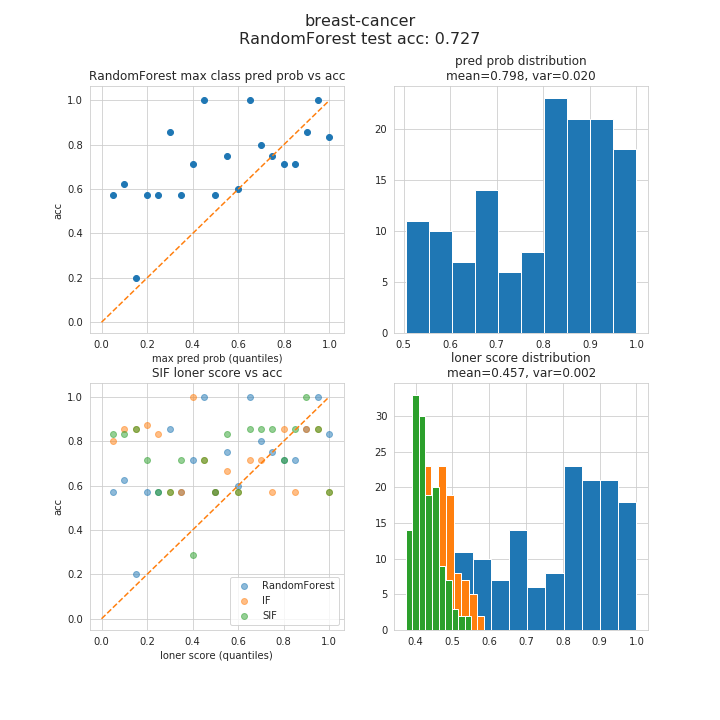 breast-cancer
RandomForest test acc: 0.727
RandomForest max class pred prob vs acc
1.0
0.8
0.6
0.4
0.2
0.0
acc
0.0 0.2 0.4 0.6 0.8 1.0
max pred prob (quantiles)
pred prob distribution
mean=0.798, var=0.020
20
15
10
5
0
0.5 0.6 0.7 0.8 0.9 1.0
SIF loner score vs acc
1.0
0.8
0.6
0.4
0.2
0.0
acc
RandomForest
IF
SIF
0.0 0.2 0.4 0.6 0.8 1.0
loner score (quantiles)
loner score distribution
mean=0.457, var=0.002
30
25
20
15
10
5
0
0.4 0.5 0.6 0.7 0.8 0.9 1.0